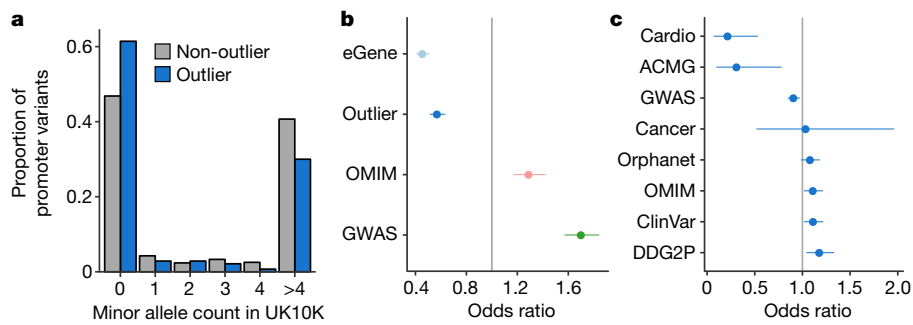 a
Proportion of
promoter variants
0.6
0.4
0.2
0
Non-outlier
Outlier
0 1 2 3 4 >4
Minor allele count in UK10K
b
eGene
Outlier
OMIM
GWAS
0.4 0.8 1.2 1.6
Odds ratio
c
Cardio
ACMG
GWAS
Cancer
Orphanet
OMIM
ClinVar
DDG2P
0 0.5 1.0 1.5 2.0
Odds ratio